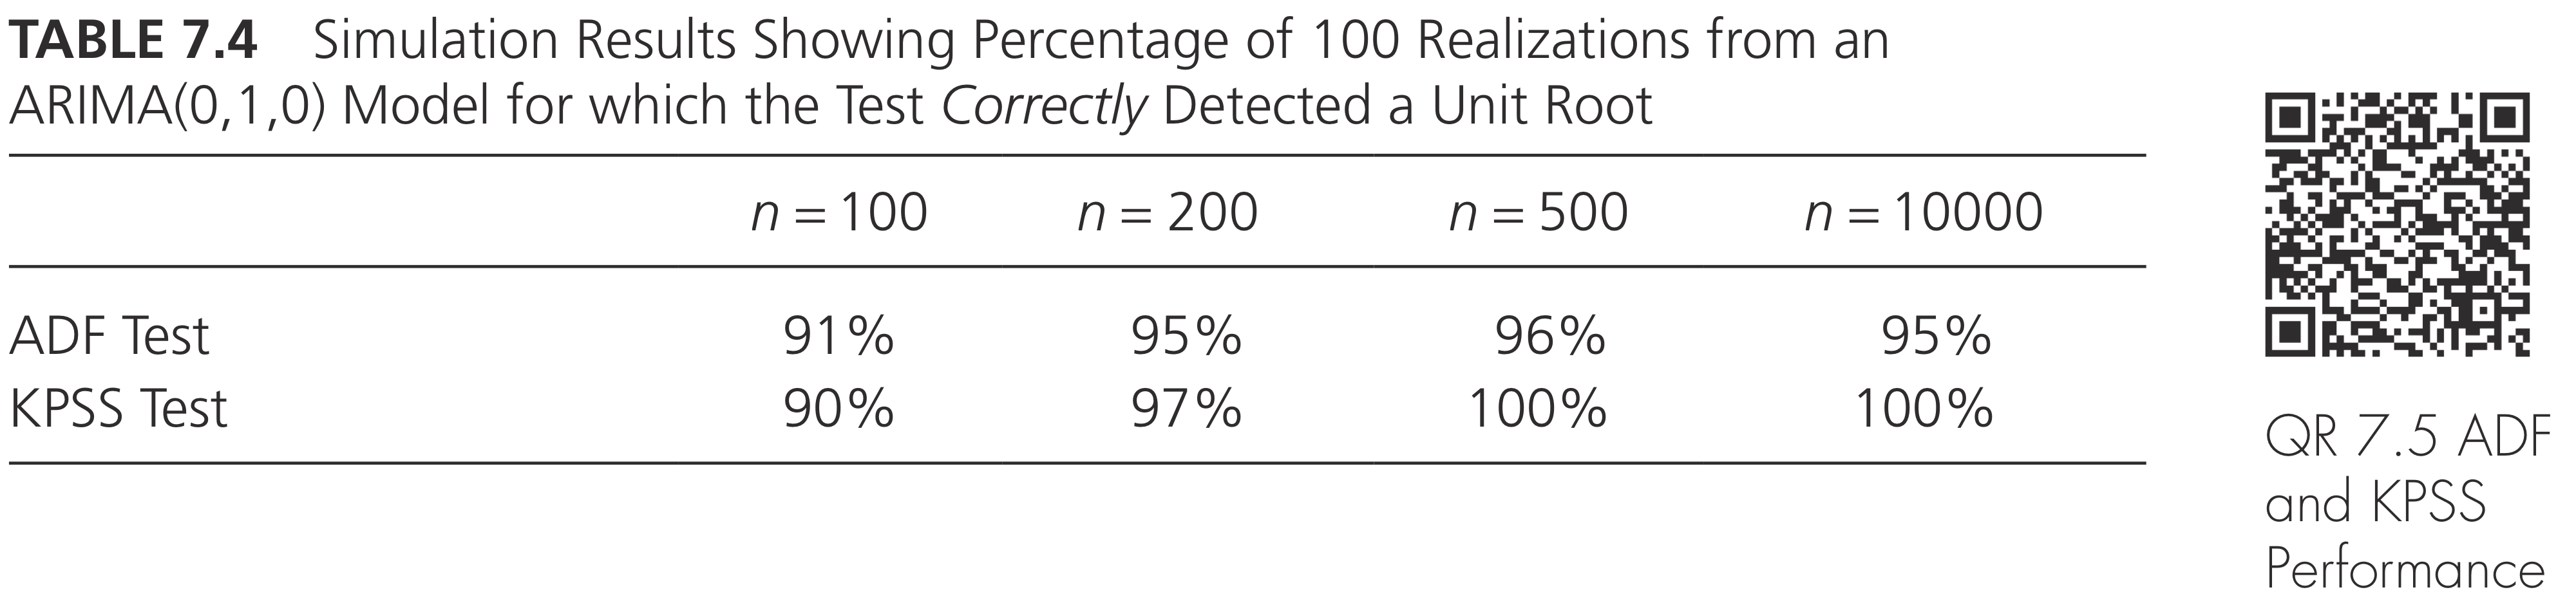 TABLE 7.4 Simulation Results Showing Percentage of 100 Realizations from an
ARIMA(0,1,0) Model for which the Test Correctly Detected a Unit Root
n = 100 n = 200 n = 500 n = 10000
ADF Test 91% 95% 96% 95%
KPSS Test 90% 97% 100% 100%
QR 7.5 ADF
and KPSS
Performance